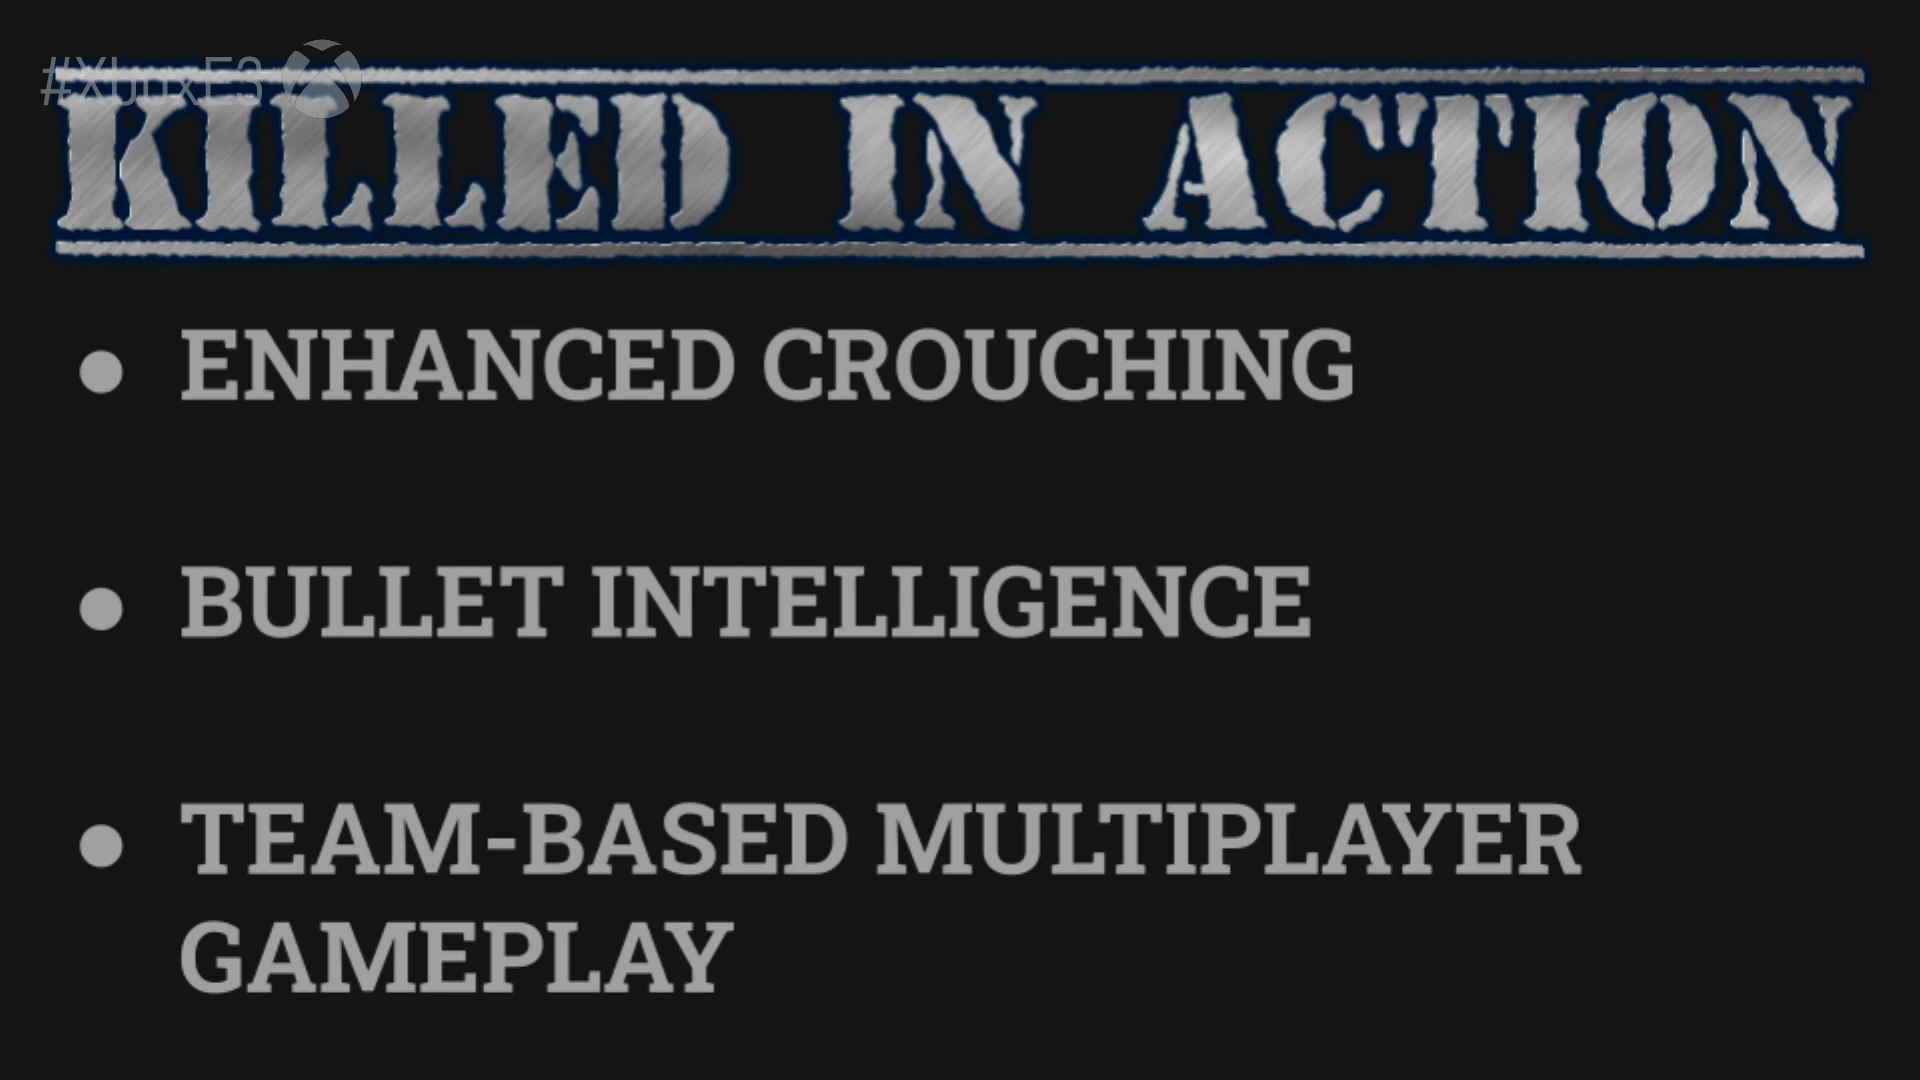 #XboxE3
KILLED IN ACTION
• ENHANCED CROUCHING
• BULLET INTELLIGENCE
• TEAM-BASED MULTIPLAYER
GAMEPLAY